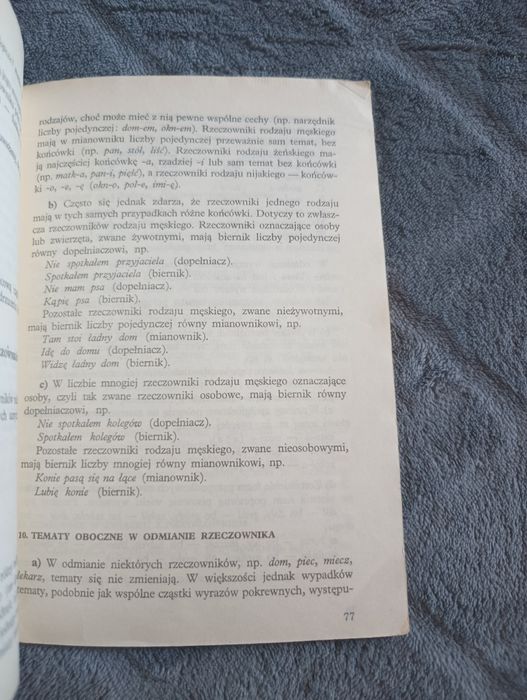 rodzajów, choć może mieć z nią pewne wspólne cechy (np. narzędnik
liczby pojedynczej: dom-em, okn-em). Rzeczowniki rodzaju męskiego
mają w mianowniku liczby pojedynczej przeważnie sam temat, bez
końcówki (np. pan, stół, liść). Rzeczowniki rodzaju żeńskiego ma-
ją najczęściej końcówkę -a, rzadziej -i lub sam temat bez końcówki
(np. matk-a, pan-i, pięść), a rzeczowniki rodzaju nijakiego — końców-
ki -o, -e, -ę (okn-o, pol-e, imi-ę).
b) Często się jednak zdarza, że rzeczowniki jednego rodzaju
mają w tych samych przypadkach różne końcówki. Dotyczy to zwłasz-
cza rzeczowników rodzaju męskiego. Rzeczowniki oznaczające osoby
lub zwierzęta, zwane żywotnymi, mają biernik liczby pojedynczej
równy dopełniaczowi, np.
Nie spotkałem przyjaciela (dopełniacz).
Spotkałem przyjaciela (biernik).
Nie mam psa (dopełniacz).
Kąpię psa (biernik).
Pozostałe rzeczowniki rodzaju męskiego, zwane nieżywotnymi,
mają biernik liczby pojedynczej równy mianownikowi, np.
Tam stoi ładny dom (mianownik).
Idę do domu (dopełniacz).
Widzę ładny dom (biernik).
c) W liczbie mnogiej rzeczowniki rodzaju męskiego oznaczające
osoby, czyli tak zwane rzeczowniki osobowe, mają biernik równy
dopełniaczowi, np.
Nie spotkałem kolegów (dopełniacz).
Spotkałem kolegów (biernik).
Pozostałe rzeczowniki rodzaju męskiego, zwane nieosobowymi,
mają biernik liczby mnogiej równy mianownikowi, np.
Konie pasą się na łące (mianownik).
Lubię konie (biernik).
10. TEMATY OBOCZNE W ODMIANIE RZECZOWNIKA
a) W odmianie niektórych rzeczowników, np. dom, piec, miecz,
lekarz, tematy się nie zmieniają. W większości jednak wypadków
tematy, podobnie jak wspólne cząstki wyrazów pokrewnych, występu-
77